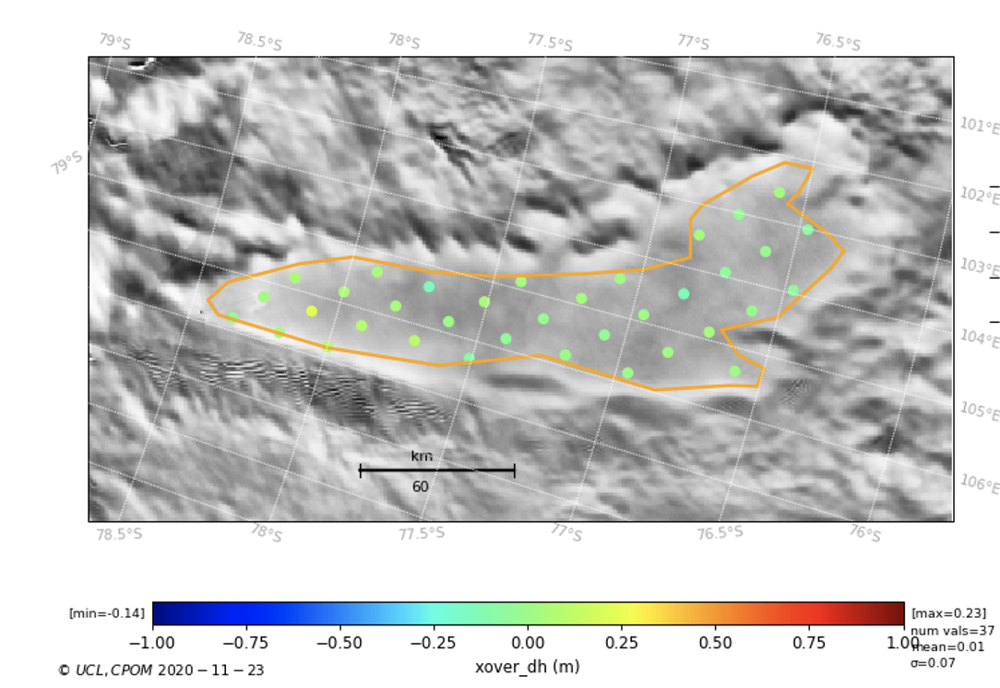 79°S 78.5°S 78°S 77.5°S 77°S 76.5°S
101°E
79°S
102°E
103°E
104°E
105°E
km
60
106°E
78.5°S 78°S 77.5°S 77°S 76.5°S 76°S
[min=-0.14] [max=0.23]
num vals=37
−1.00 −0.75 −0.50 −0.25 0.00 0.25 0.50 0.75 1.00 mean=0.01
σ=0.07
© UCL, CPOM 2020−11−23 xover_dh (m)